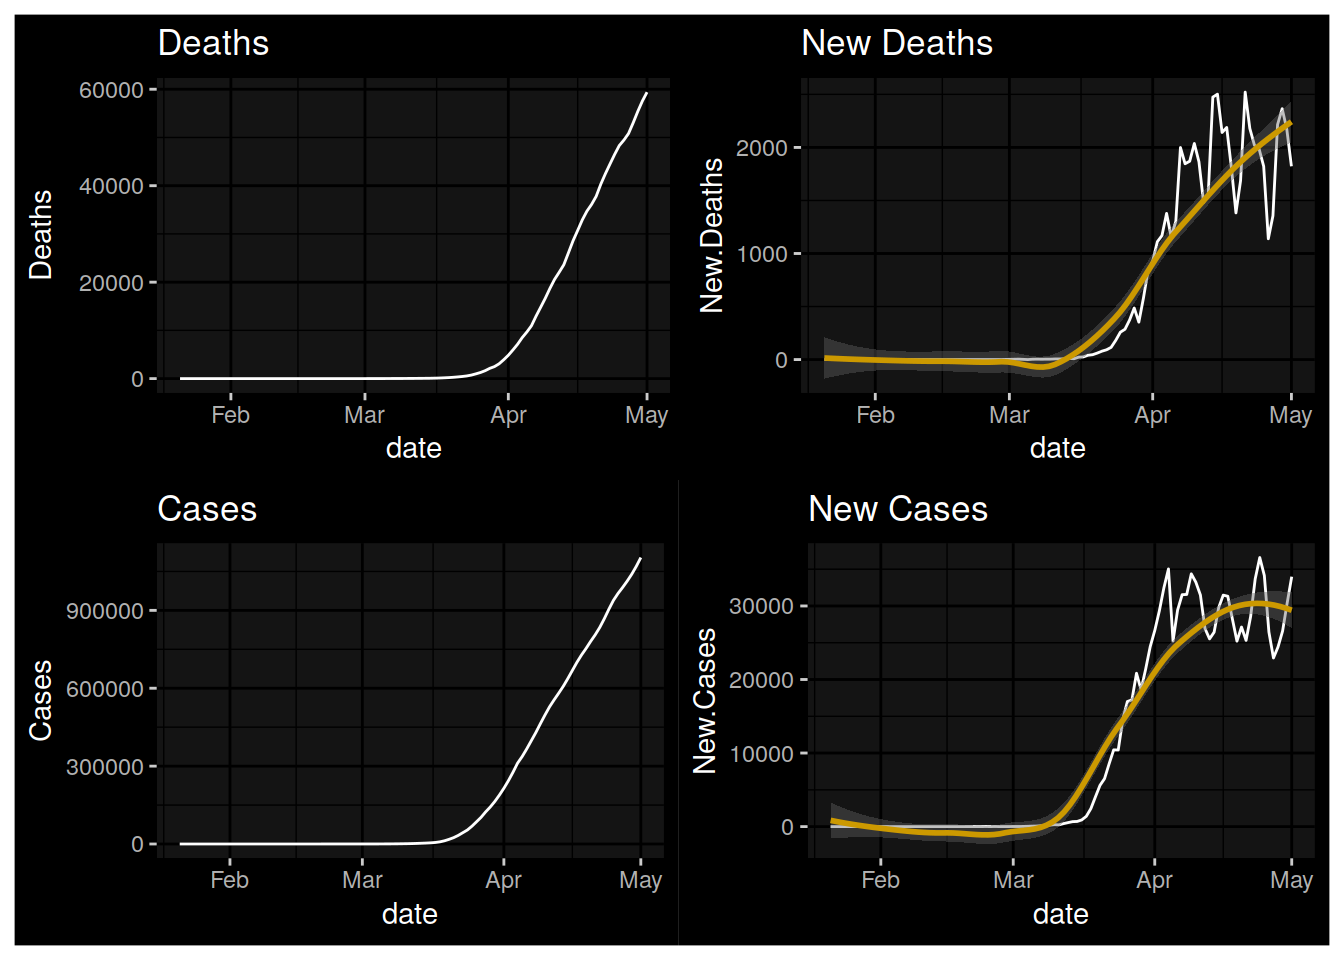 Deaths
60000
40000
20000
0
Deaths
Feb Mar Apr May
date
New Deaths
2000
1000
0
New.Deaths
Feb Mar Apr May
date
Cases
900000
600000
300000
0
Cases
Feb Mar Apr May
date
New Cases
30000
20000
10000
0
New.Cases
Feb Mar Apr May
date